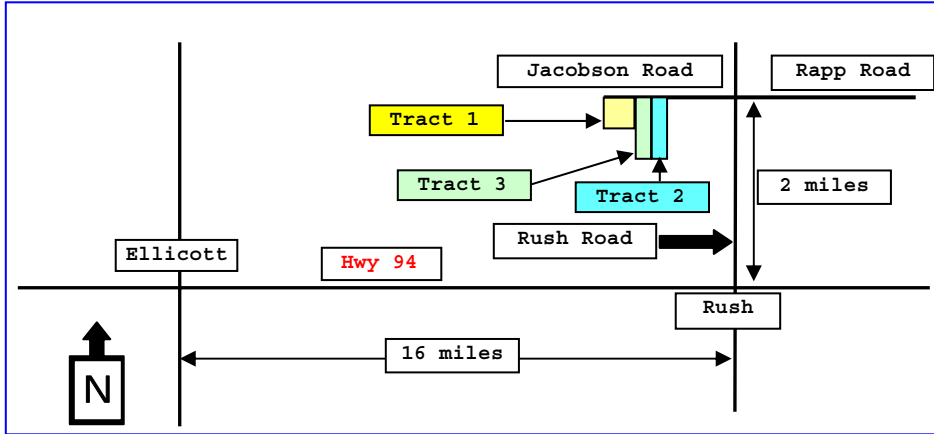 Jacobson Road
Rapp Road
Tract 1
Tract 3
Tract 2
2 miles
Rush Road
Ellicott
Hwy 94
Rush
16 miles
N